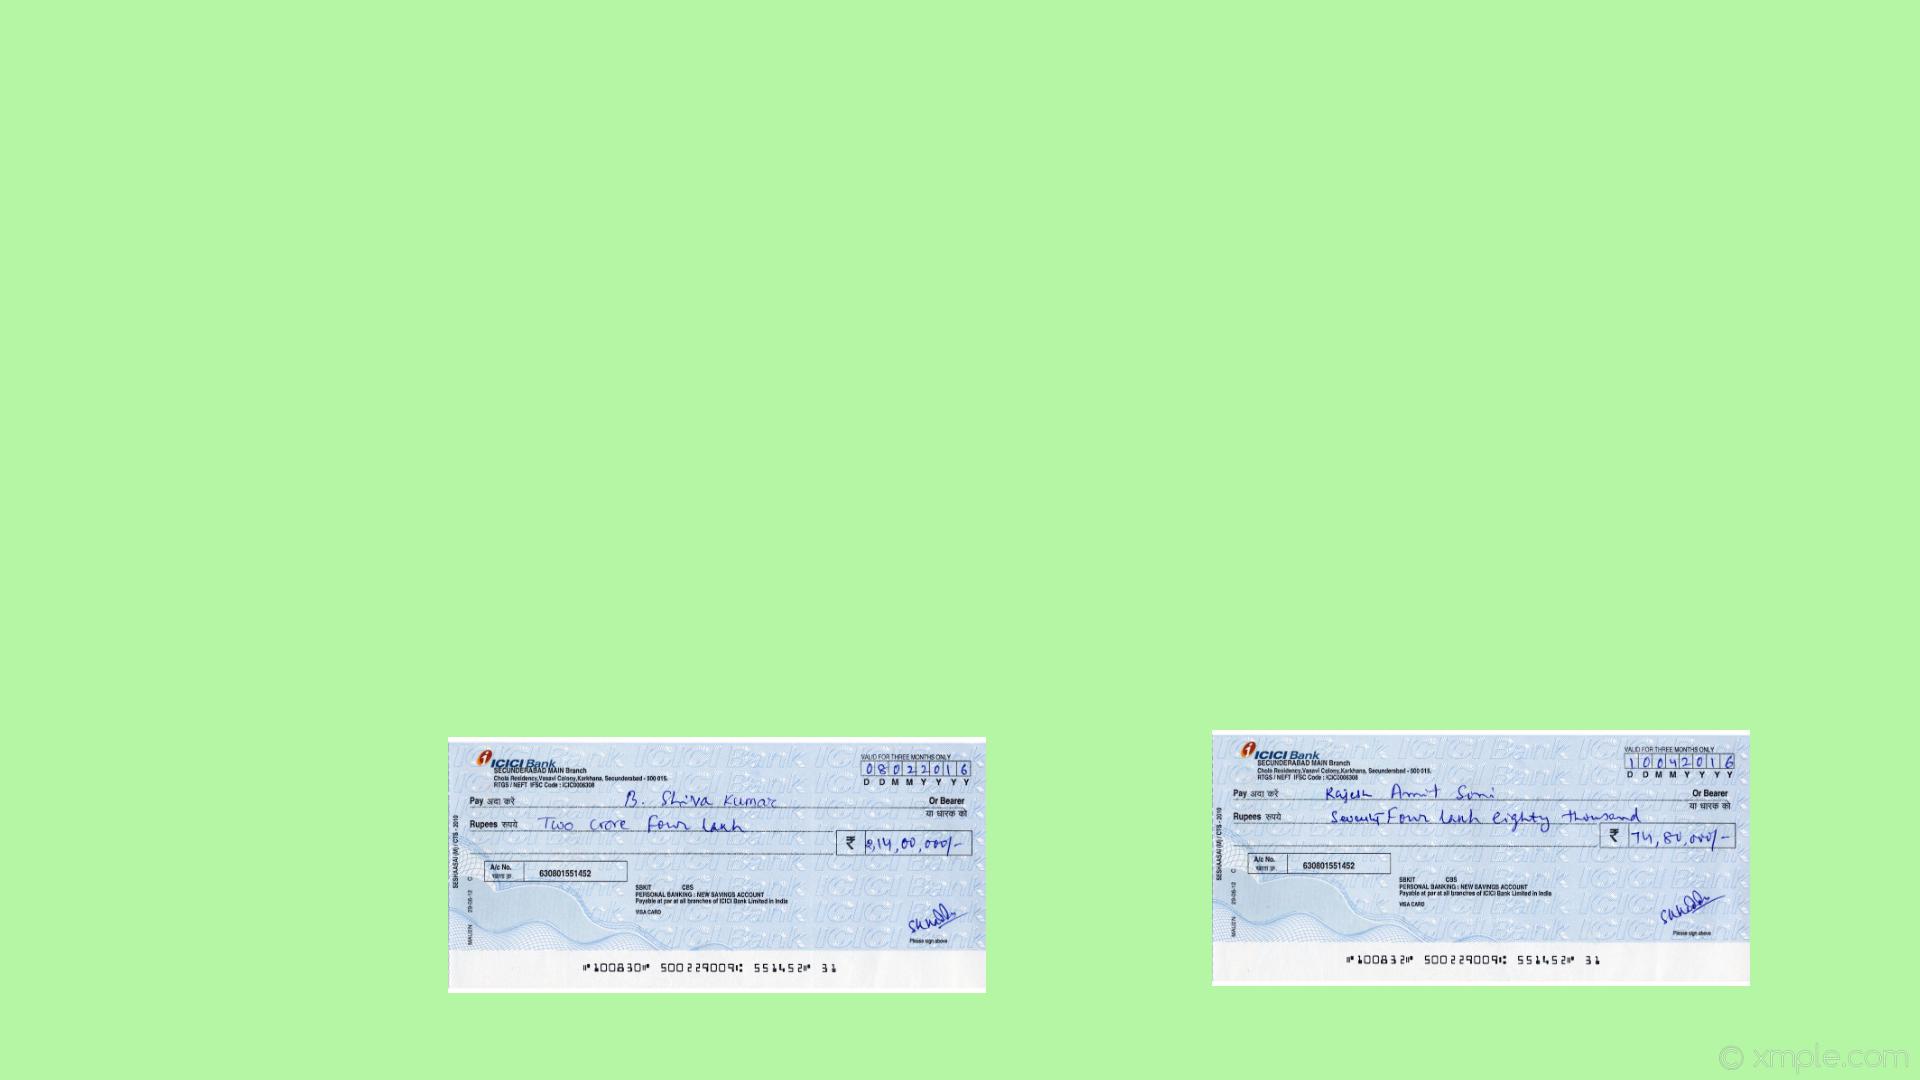 ICICI Bank
SECUNDERABAD MAIN Branch
Chola Residency,Vasavi Colony,Karkhana, Secunderabad - 500 015.
RTGS / NEFT IFSC Code : ICIC0006308
VALID FOR THREE MONTHS ONLY
0 8 0 2 2 0 1 6
D D M M Y Y Y Y
Pay अदा करें B. Shiva Kumar Or Bearer
या धारक को
Rupees रुपये Two crore Four Lakh
₹ 2,14,00,000/-
A/c No. 630801551452
खाता क्र.
SBKIT CBS
PERSONAL BANKING : NEW SAVINGS ACCOUNT
Payable at par at all branches of ICICI Bank Limited in India
VISA CARD
Please sign above
SESHAASAI (M) / CTS - 2010
⑈100830⑈ 500229009⑆ 551452⑈ 31
ICICI Bank
SECUNDERABAD MAIN Branch
Chola Residency,Vasavi Colony,Karkhana, Secunderabad - 500 015.
RTGS / NEFT IFSC Code : ICIC0006308
VALID FOR THREE MONTHS ONLY
1 0 0 4 2 0 1 6
D D M M Y Y Y Y
Pay अदा करें Rajesh Amit Soni Or Bearer
या धारक को
Rupees रुपये Seventy Four lakh eighty thousand
₹ 74,80,000/-
A/c No. 630801551452
खाता क्र.
SBKIT CBS
PERSONAL BANKING : NEW SAVINGS ACCOUNT
Payable at par at all branches of ICICI Bank Limited in India
VISA CARD
Please sign above
SESHAASAI (M) / CTS - 2010
⑈100832⑈ 500229009⑆ 551452⑈ 31
© xmple.com